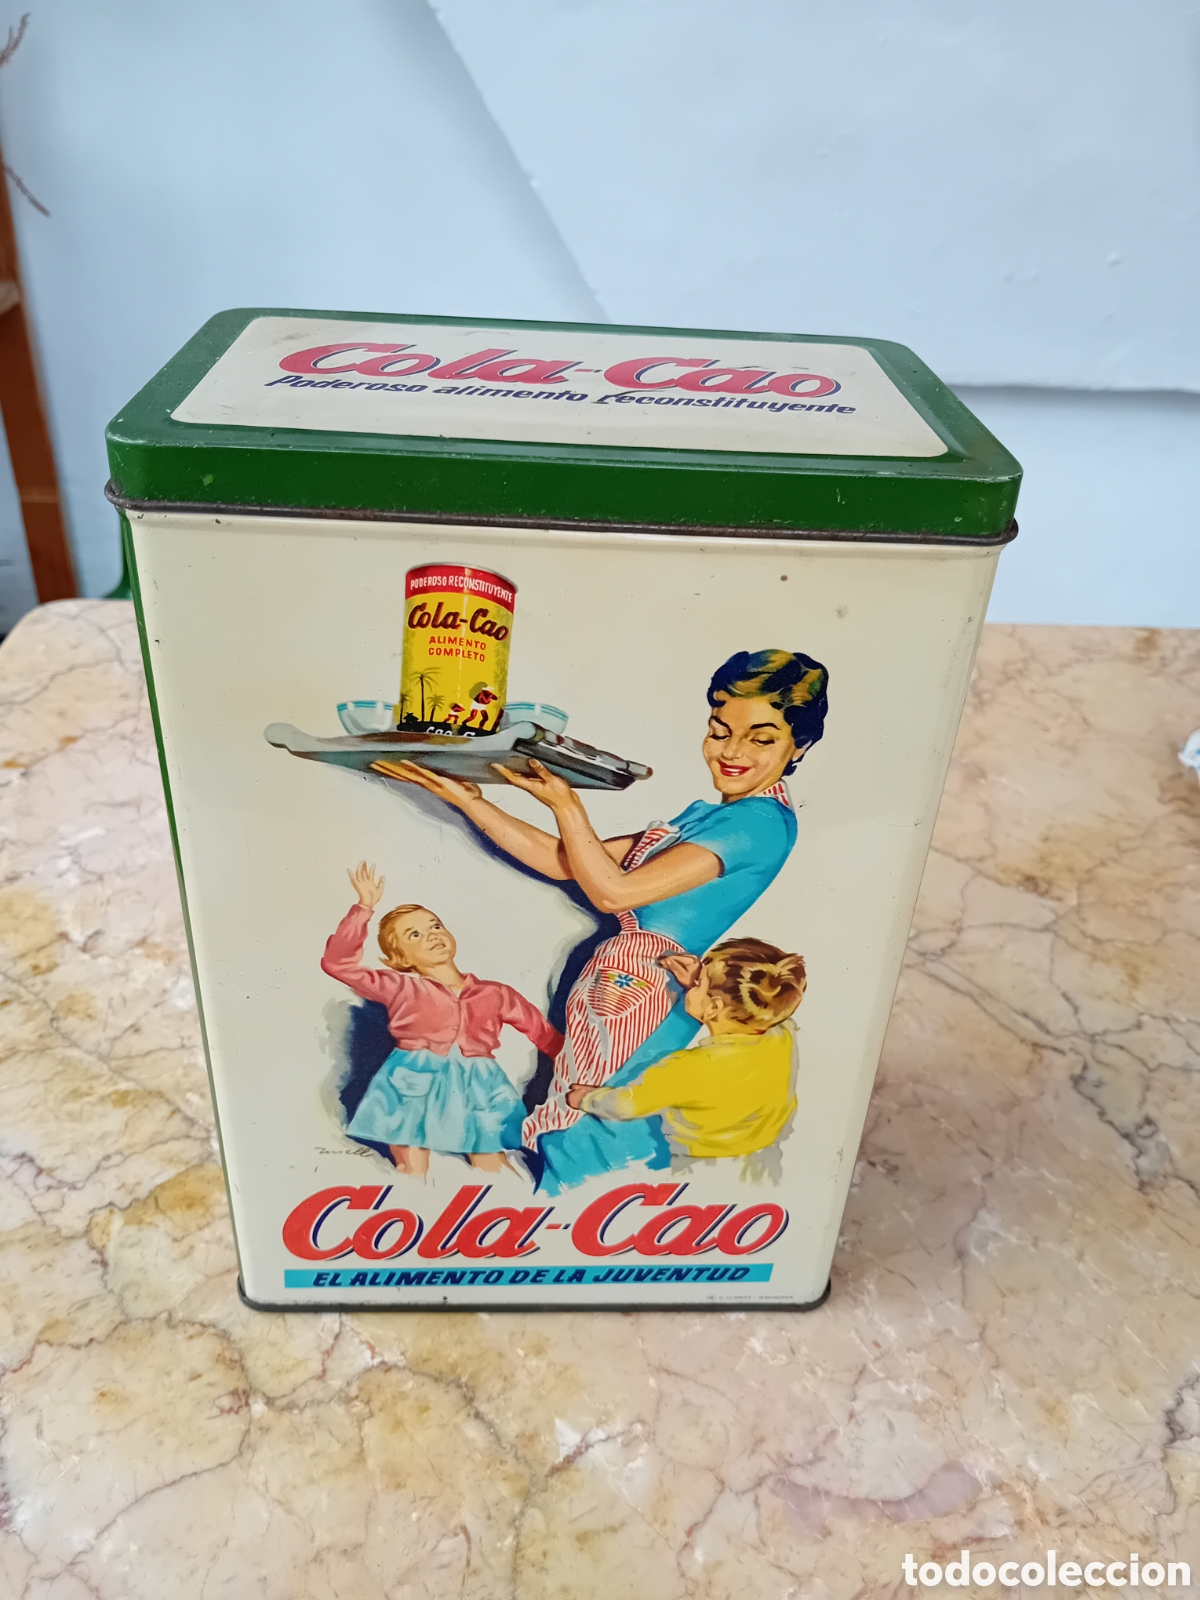 Cola-Cao
Poderoso alimento reconstituyente
PODEROSO RECONSTITUYENTE
Cola-Cao
ALIMENTO
COMPLETO
Cola-Cao
EL ALIMENTO DE LA JUVENTUD
todocoleccion